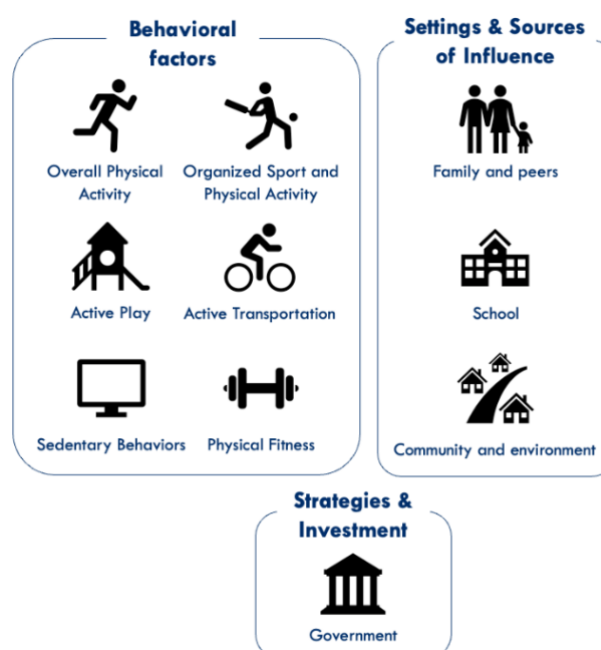 Behavioral
factors
Overall Physical
Activity
Organized Sport and
Physical Activity
Active Play
Active Transportation
Sedentary Behaviors
Physical Fitness
Settings & Sources
of Influence
Family and peers
School
Community and environment
Strategies &
Investment
Government